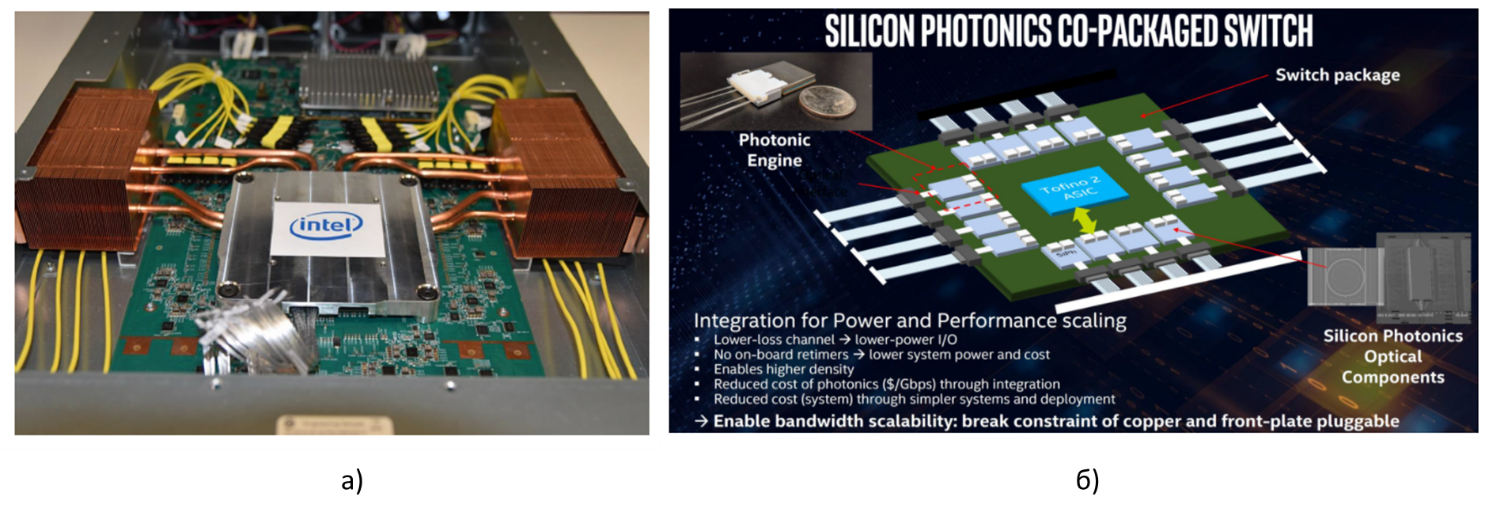 SILICON PHOTONICS CO-PACKAGED SWITCH
intel
Switch package
Photonic
Engine
Tofino 2
ASIC
SiPh
Silicon Photonics
Optical
Components
Integration for Power and Performance scaling
▪ Lower-loss channel → lower-power I/O
▪ No on-board retimers → lower system power and cost
▪ Enables higher density
▪ Reduced cost of photonics ($/Gbps) through integration
▪ Reduced cost (system) through simpler systems and deployment
→ Enable bandwidth scalability: break constraint of copper and front-plate pluggable
а)
б)